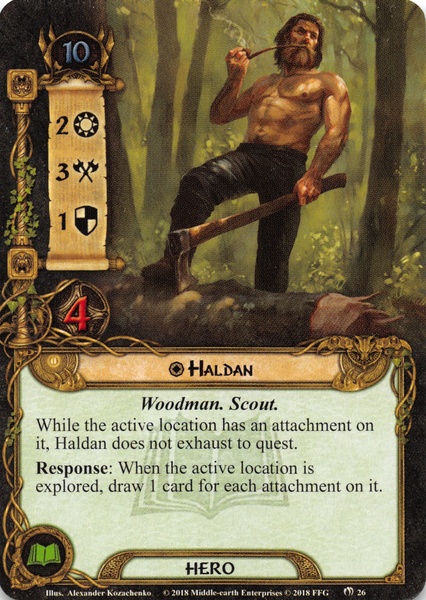 10
2
3
1
4
Haldan
Woodman. Scout.
While the active location has an attachment on
it, Haldan does not exhaust to quest.
Response: When the active location is
explored, draw 1 card for each attachment on it.
HERO
Illus. Alexander Kozachenko © 2018 Middle-earth Enterprises © 2018 FFG 26